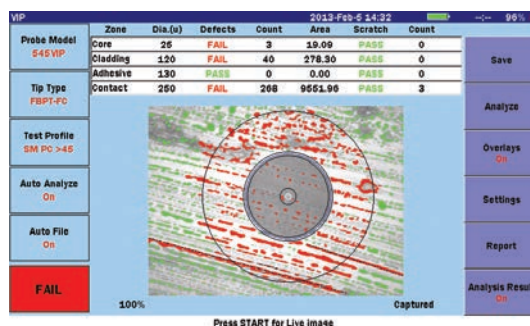 VIP 2013-Feb-5 14:32 --:-- 96%
Probe Model
545 VIP
Tip Type
FBPT-FC
Test Profile
SM PC >45
Auto Analyze
On
Auto File
On
FAIL
Zone Dia.(u) Defects Count Area Scratch Count
Core 25 FAIL 3 19.09 PASS 0
Cladding 120 FAIL 40 278.30 PASS 0
Adhesive 130 PASS 0 0.00 PASS 0
Contact 250 FAIL 268 9551.96 PASS 3
100% Captured
Press START for Live image
Save
Analyze
Overlays
On
Settings
Report
Analysis Resul
On